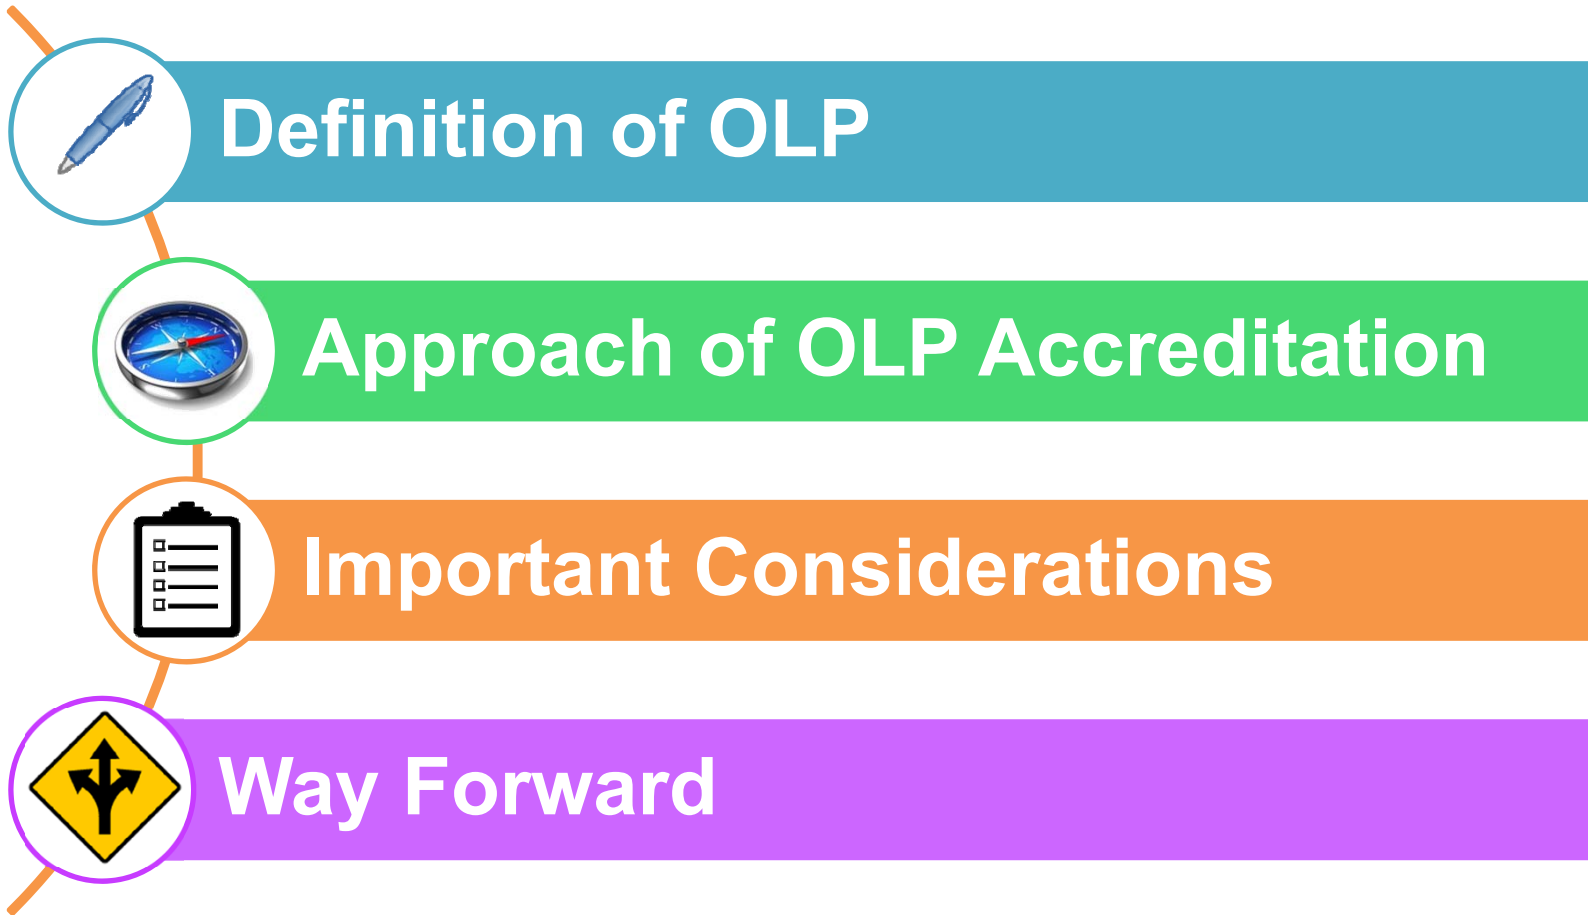 Definition of OLP
Approach of OLP Accreditation
Important Considerations
Way Forward